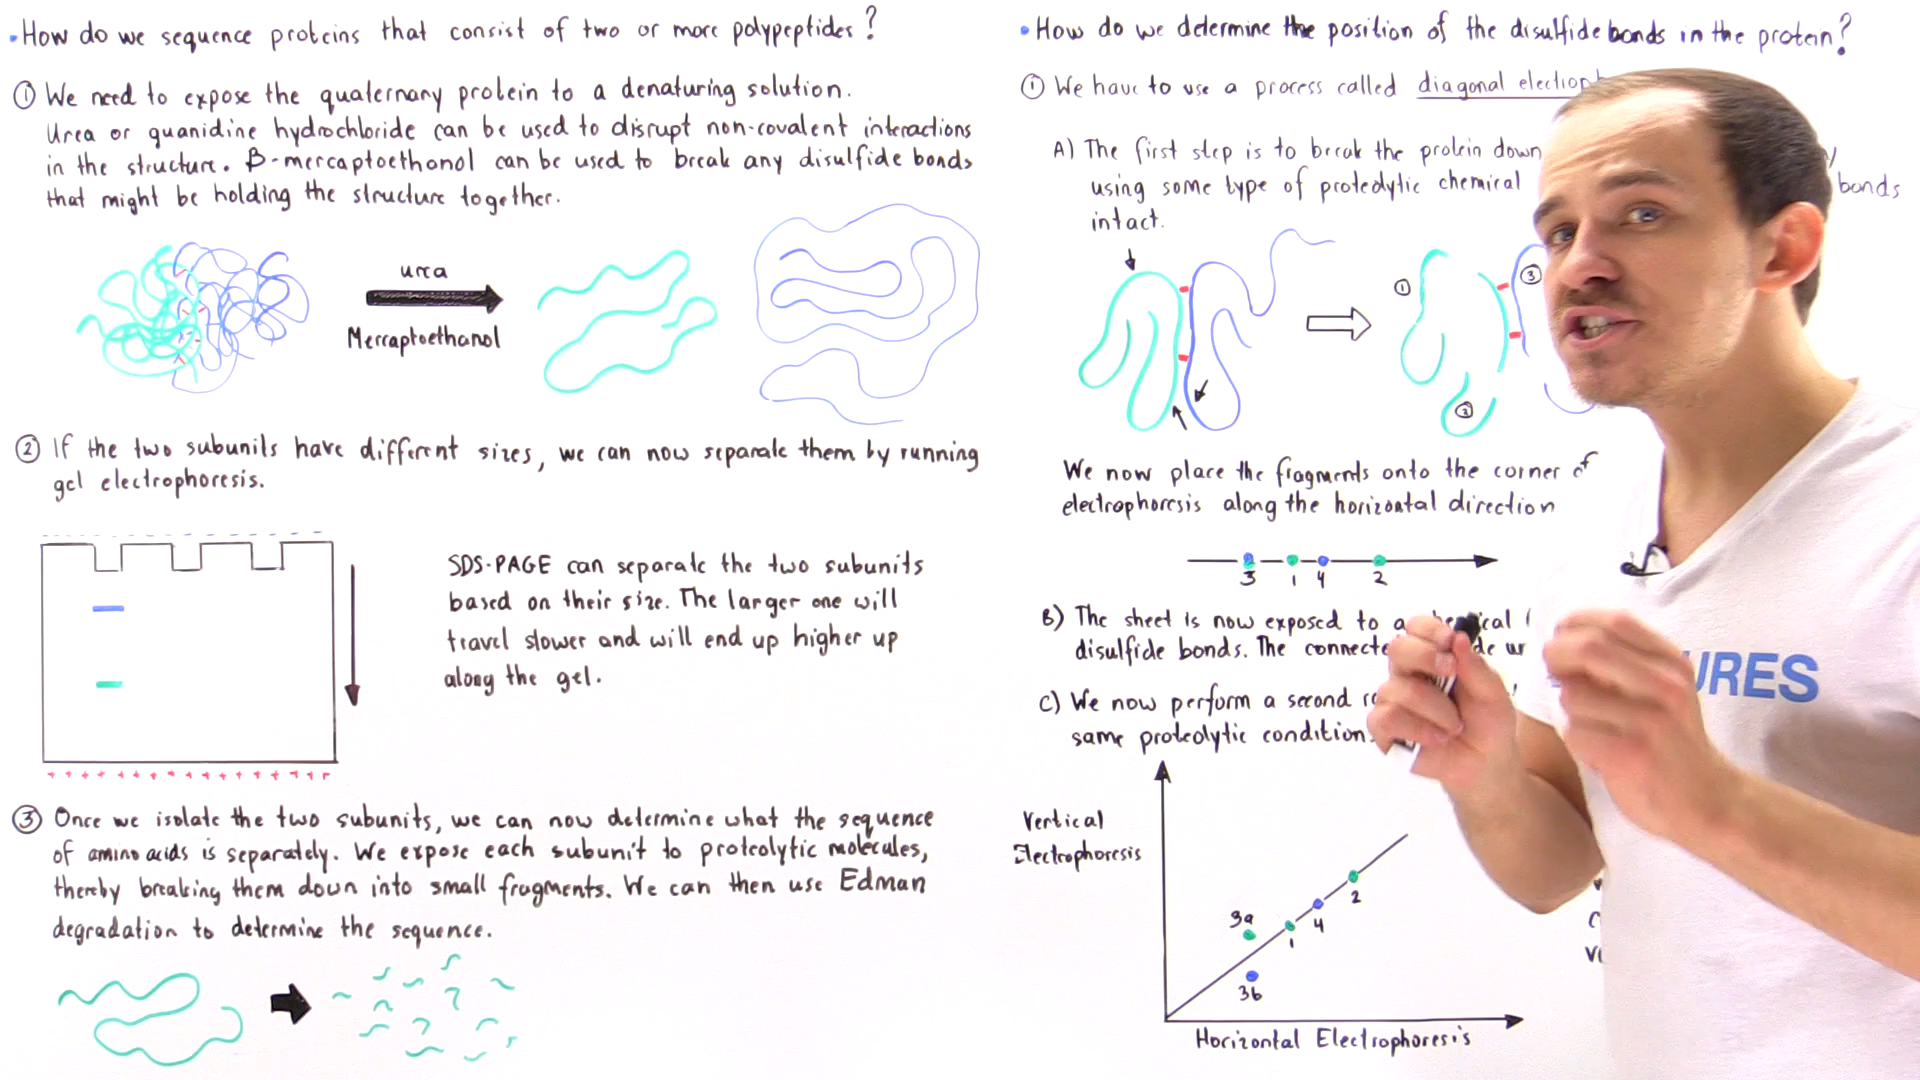 •How do we sequence proteins that consist of two or more polypeptides?
① We need to expose the quaternary protein to a denaturing solution.
Urea or guanidine hydrochloride can be used to disrupt non-covalent interactions
in the structure. β-mercaptoethanol can be used to break any disulfide bonds
that might be holding the structure together.
urea
Mercaptoethanol
② If the two subunits have different sizes, we can now separate them by running
gel electrophoresis.
SDS-PAGE can separate the two subunits
based on their size. The larger one will
travel slower and will end up higher up
along the gel.
+ + + + + + + + + + + + + + + + +
③ Once we isolate the two subunits, we can now determine what the sequence
of amino acids is separately. We expose each subunit to proteolytic molecules,
thereby breaking them down into small fragments. We can then use Edman
degradation to determine the sequence.
•How do we determine the position of the disulfide bonds in the protein?
① We have to use a process called diagonal
A) The first step is to break the protein down
using some type of proteolytic chemical bonds
intact.
① ② ③
We now place the fragments onto the corner of
electrophoresis along the horizontal direction
3 1 4 2
B) The sheet is now exposed to a
disulfide bonds. The
C) We now perform a second
same proteolytic condition
Vertical
Electrophoresis
3a
3b
1
4
2
Horizontal Electrophoresis
URES